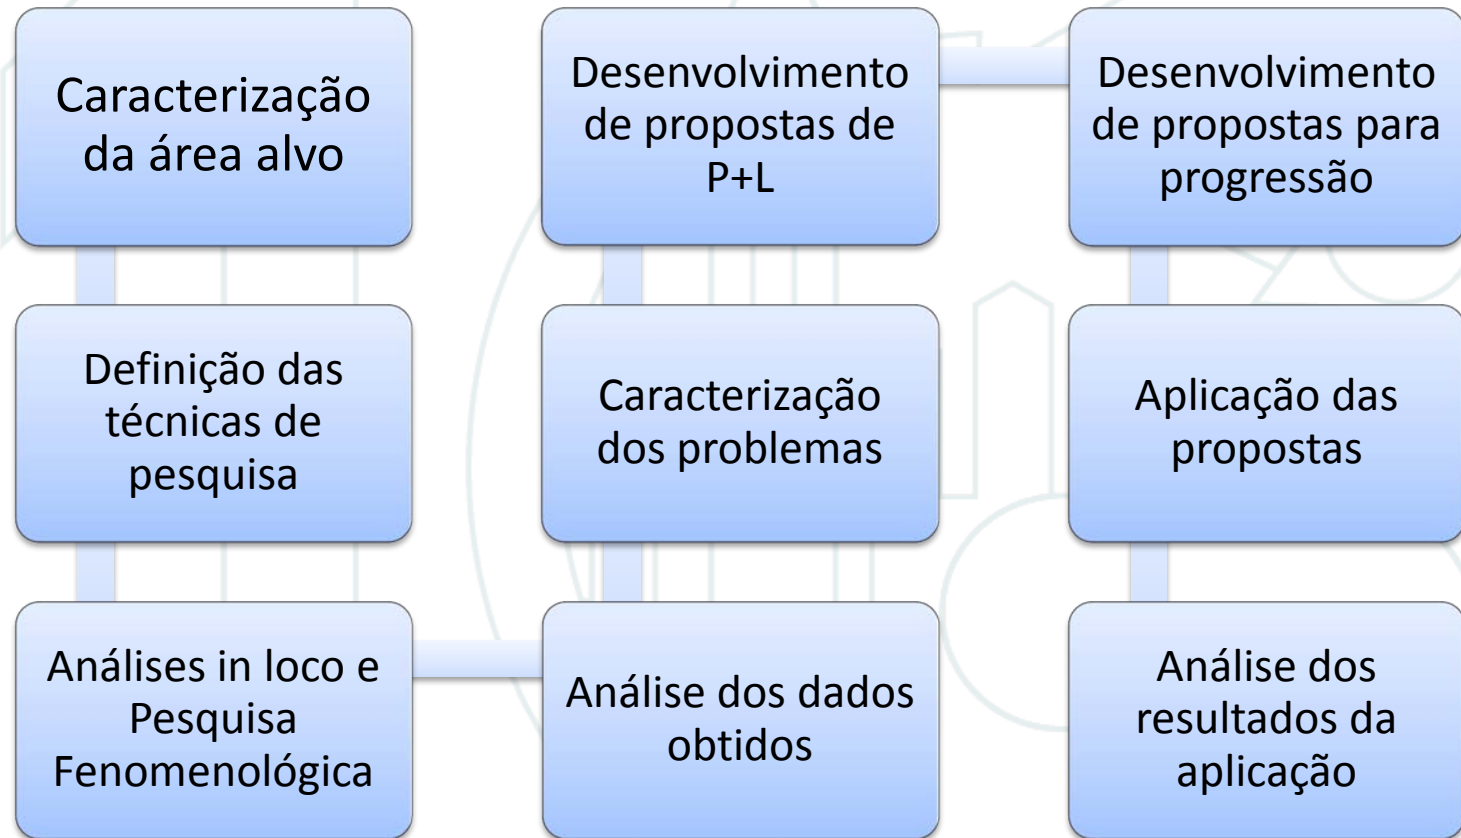 Caracterização
da área alvo
Definição das
técnicas de
pesquisa
Análises in loco e
Pesquisa
Fenomenológica
Análise dos dados
obtidos
Caracterização
dos problemas
Desenvolvimento
de propostas de
P+L
Desenvolvimento
de propostas para
progressão
Aplicação das
propostas
Análise dos
resultados da
aplicação